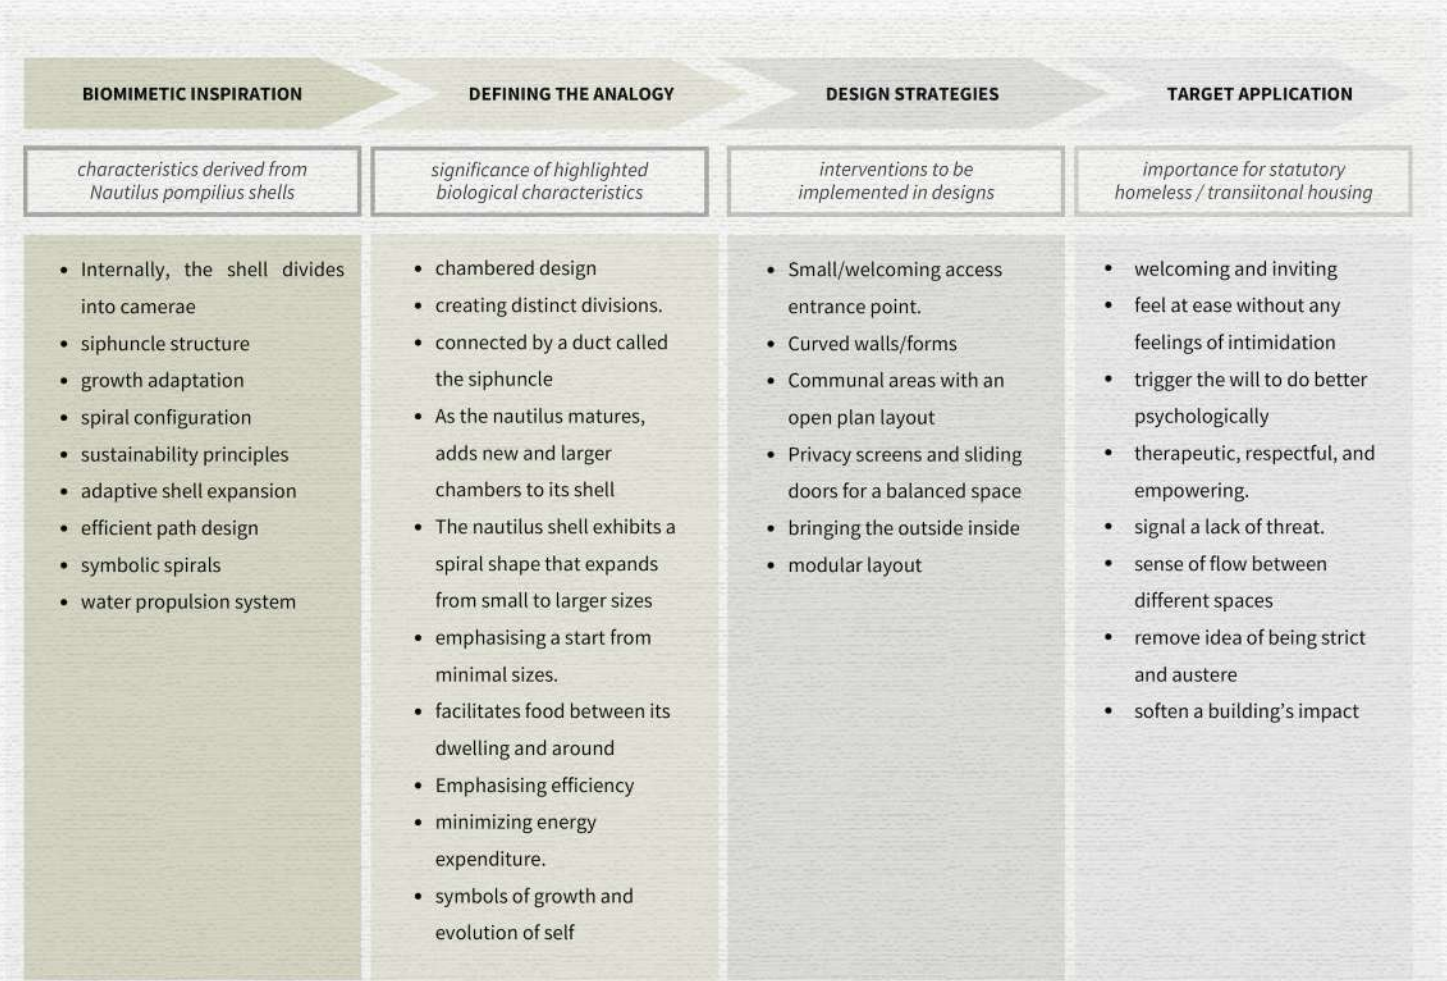 BIOMIMETIC INSPIRATION
DEFINING THE ANALOGY
DESIGN STRATEGIES
TARGET APPLICATION
characteristics derived from
Nautilus pompilius shells
significance of highlighted
biological characteristics
interventions to be
implemented in designs
importance for statutory
homeless / transiitonal housing
• Internally, the shell divides
into camerae
• siphuncle structure
• growth adaptation
• spiral configuration
• sustainability principles
• adaptive shell expansion
• efficient path design
• symbolic spirals
• water propulsion system
• chambered design
• creating distinct divisions.
• connected by a duct called
the siphuncle
• As the nautilus matures,
adds new and larger
chambers to its shell
• The nautilus shell exhibits a
spiral shape that expands
from small to larger sizes
• emphasising a start from
minimal sizes.
• facilitates food between its
dwelling and around
• Emphasising efficiency
• minimizing energy
expenditure.
• symbols of growth and
evolution of self
• Small/welcoming access
entrance point.
• Curved walls/forms
• Communal areas with an
open plan layout
• Privacy screens and sliding
doors for a balanced space
• bringing the outside inside
• modular layout
• welcoming and inviting
• feel at ease without any
feelings of intimidation
• trigger the will to do better
psychologically
• therapeutic, respectful, and
empowering.
• signal a lack of threat.
• sense of flow between
different spaces
• remove idea of being strict
and austere
• soften a building’s impact